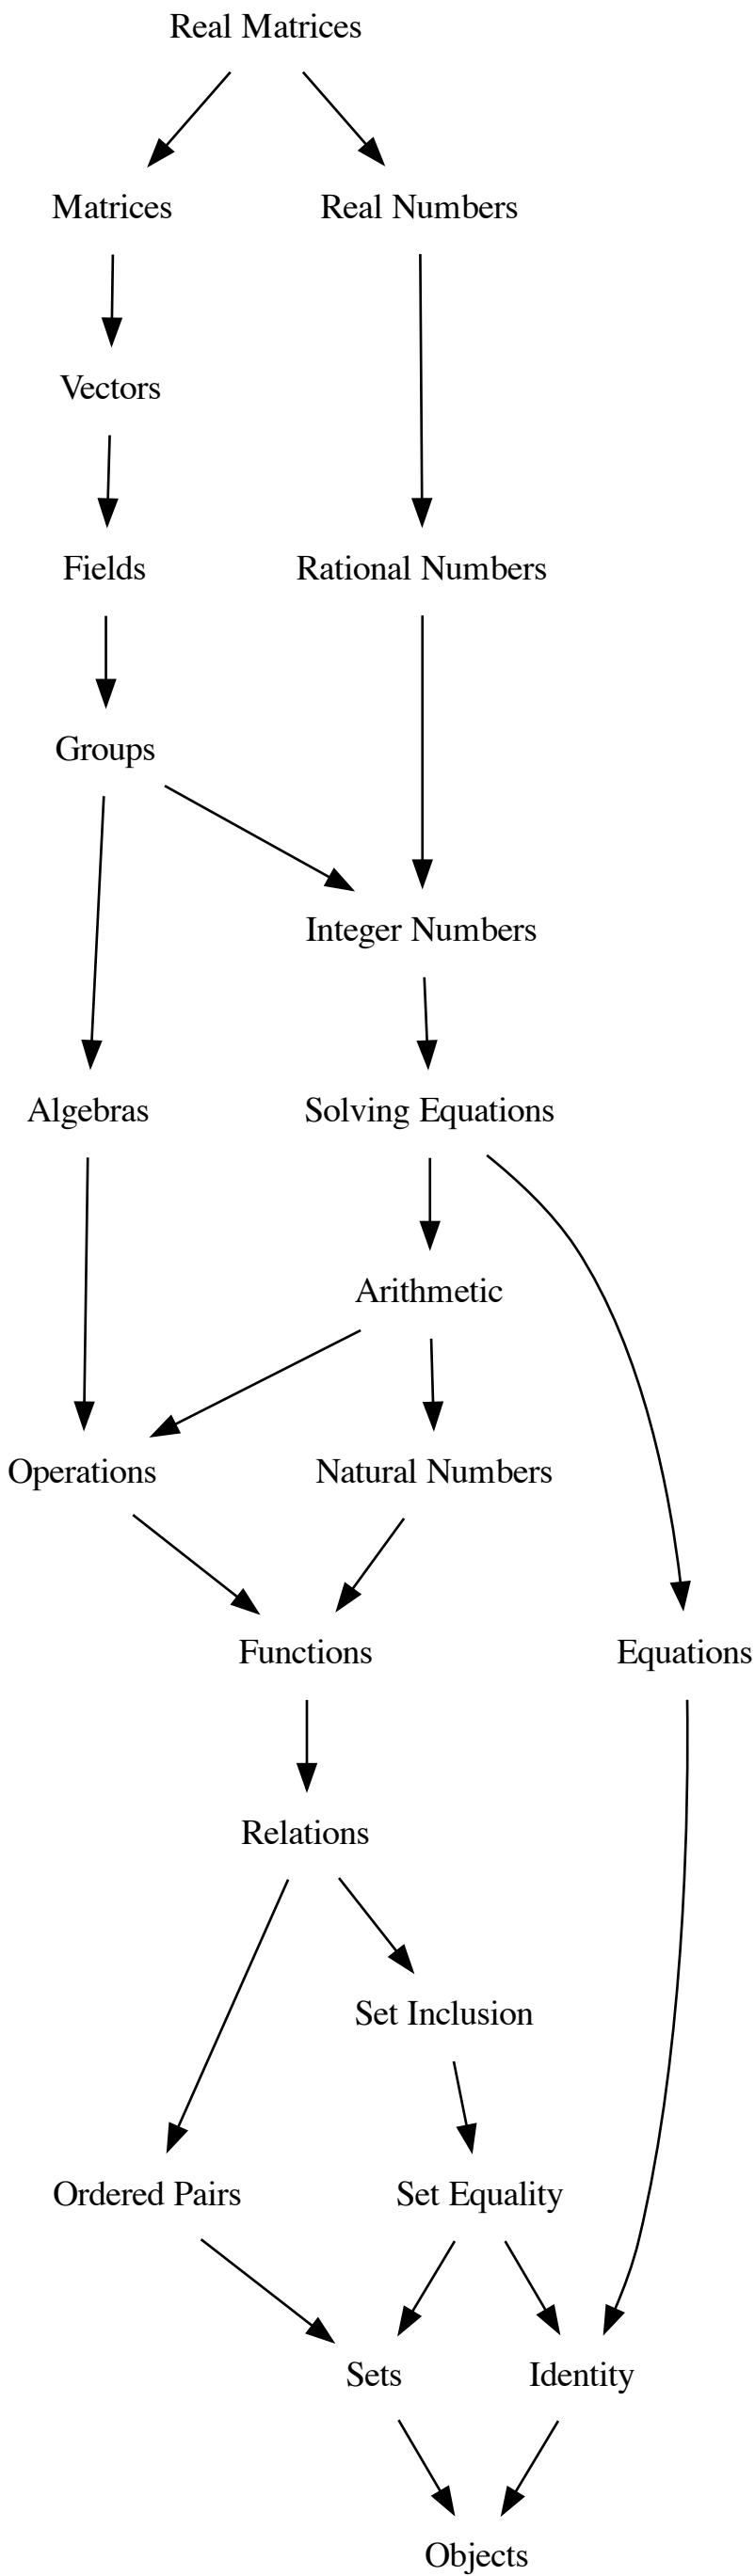 Real Matrices
Matrices
Real Numbers
Vectors
Fields
Rational Numbers
Groups
Integer Numbers
Algebras
Solving Equations
Arithmetic
Operations
Natural Numbers
Functions
Equations
Relations
Set Inclusion
Ordered Pairs
Set Equality
Sets
Identity
Objects